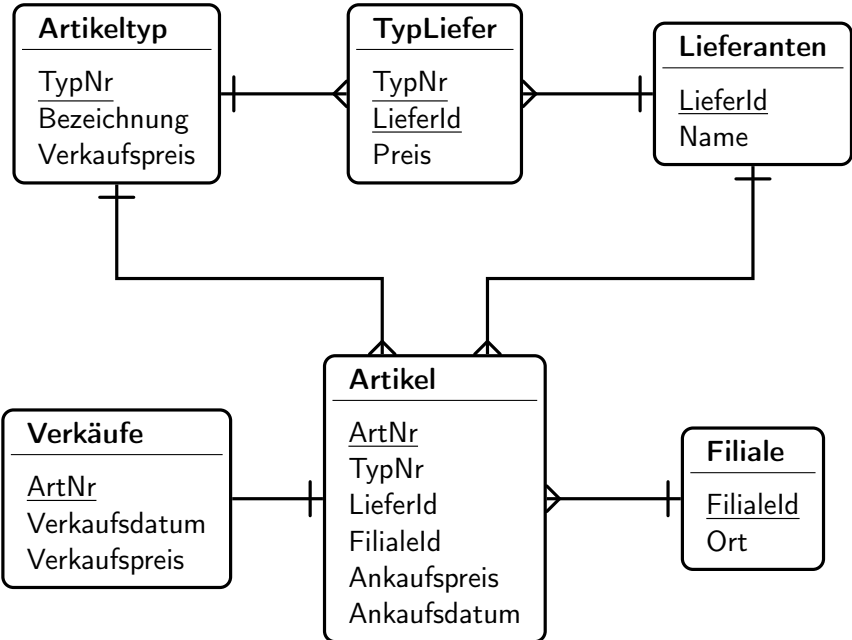 Artikeltyp
TypNr
Bezeichnung
Verkaufspreis
TypLiefer
TypNr
LieferId
Preis
Lieferanten
LieferId
Name
Verkäufe
ArtNr
Verkaufsdatum
Verkaufspreis
Artikel
ArtNr
TypNr
LieferId
FilialeId
Ankaufspreis
Ankaufsdatum
Filiale
FilialeId
Ort